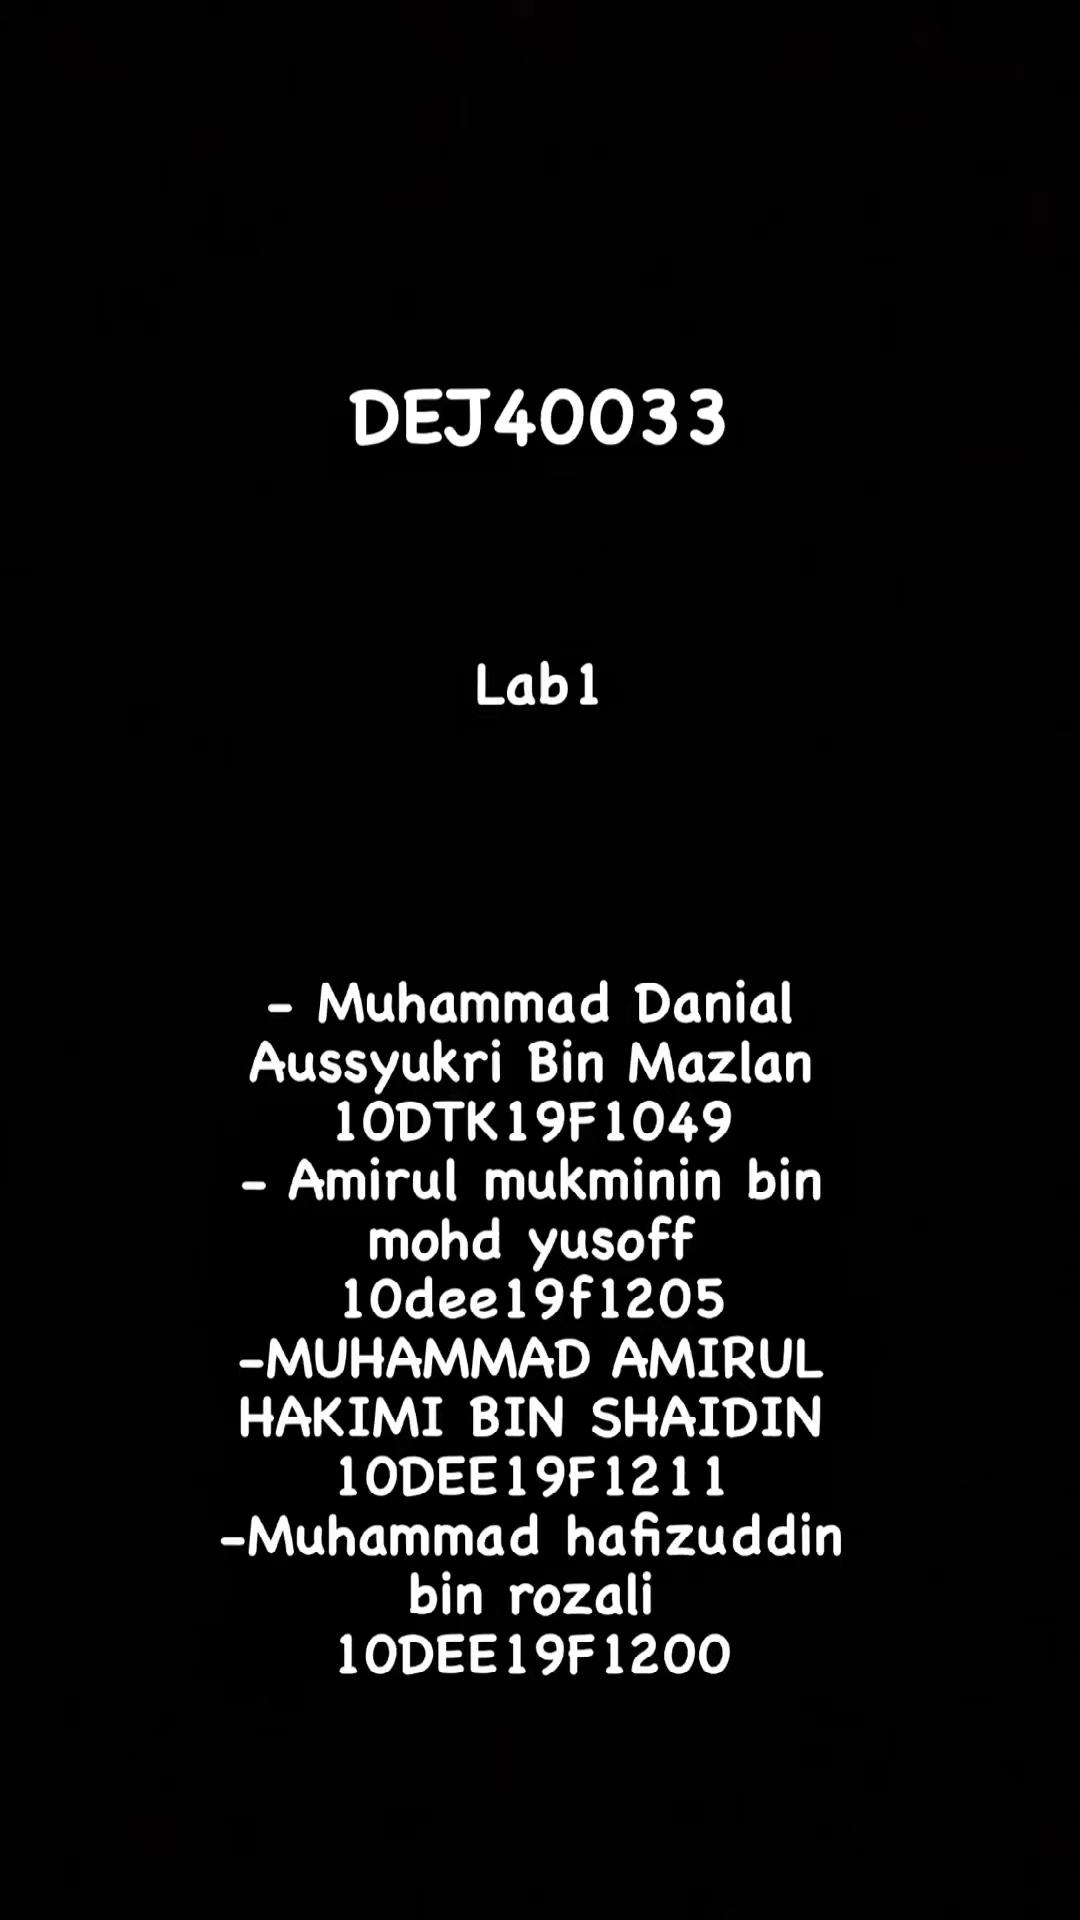 DEJ40033
Lab1
- Muhammad Danial
Aussyukri Bin Mazlan
10DTK19F1049
- Amirul mukminin bin
mohd yusoff
10dee19f1205
-MUHAMMAD AMIRUL
HAKIMI BIN SHAIDIN
10DEE19F1211
-Muhammad hafizuddin
bin rozali
10DEE19F1200